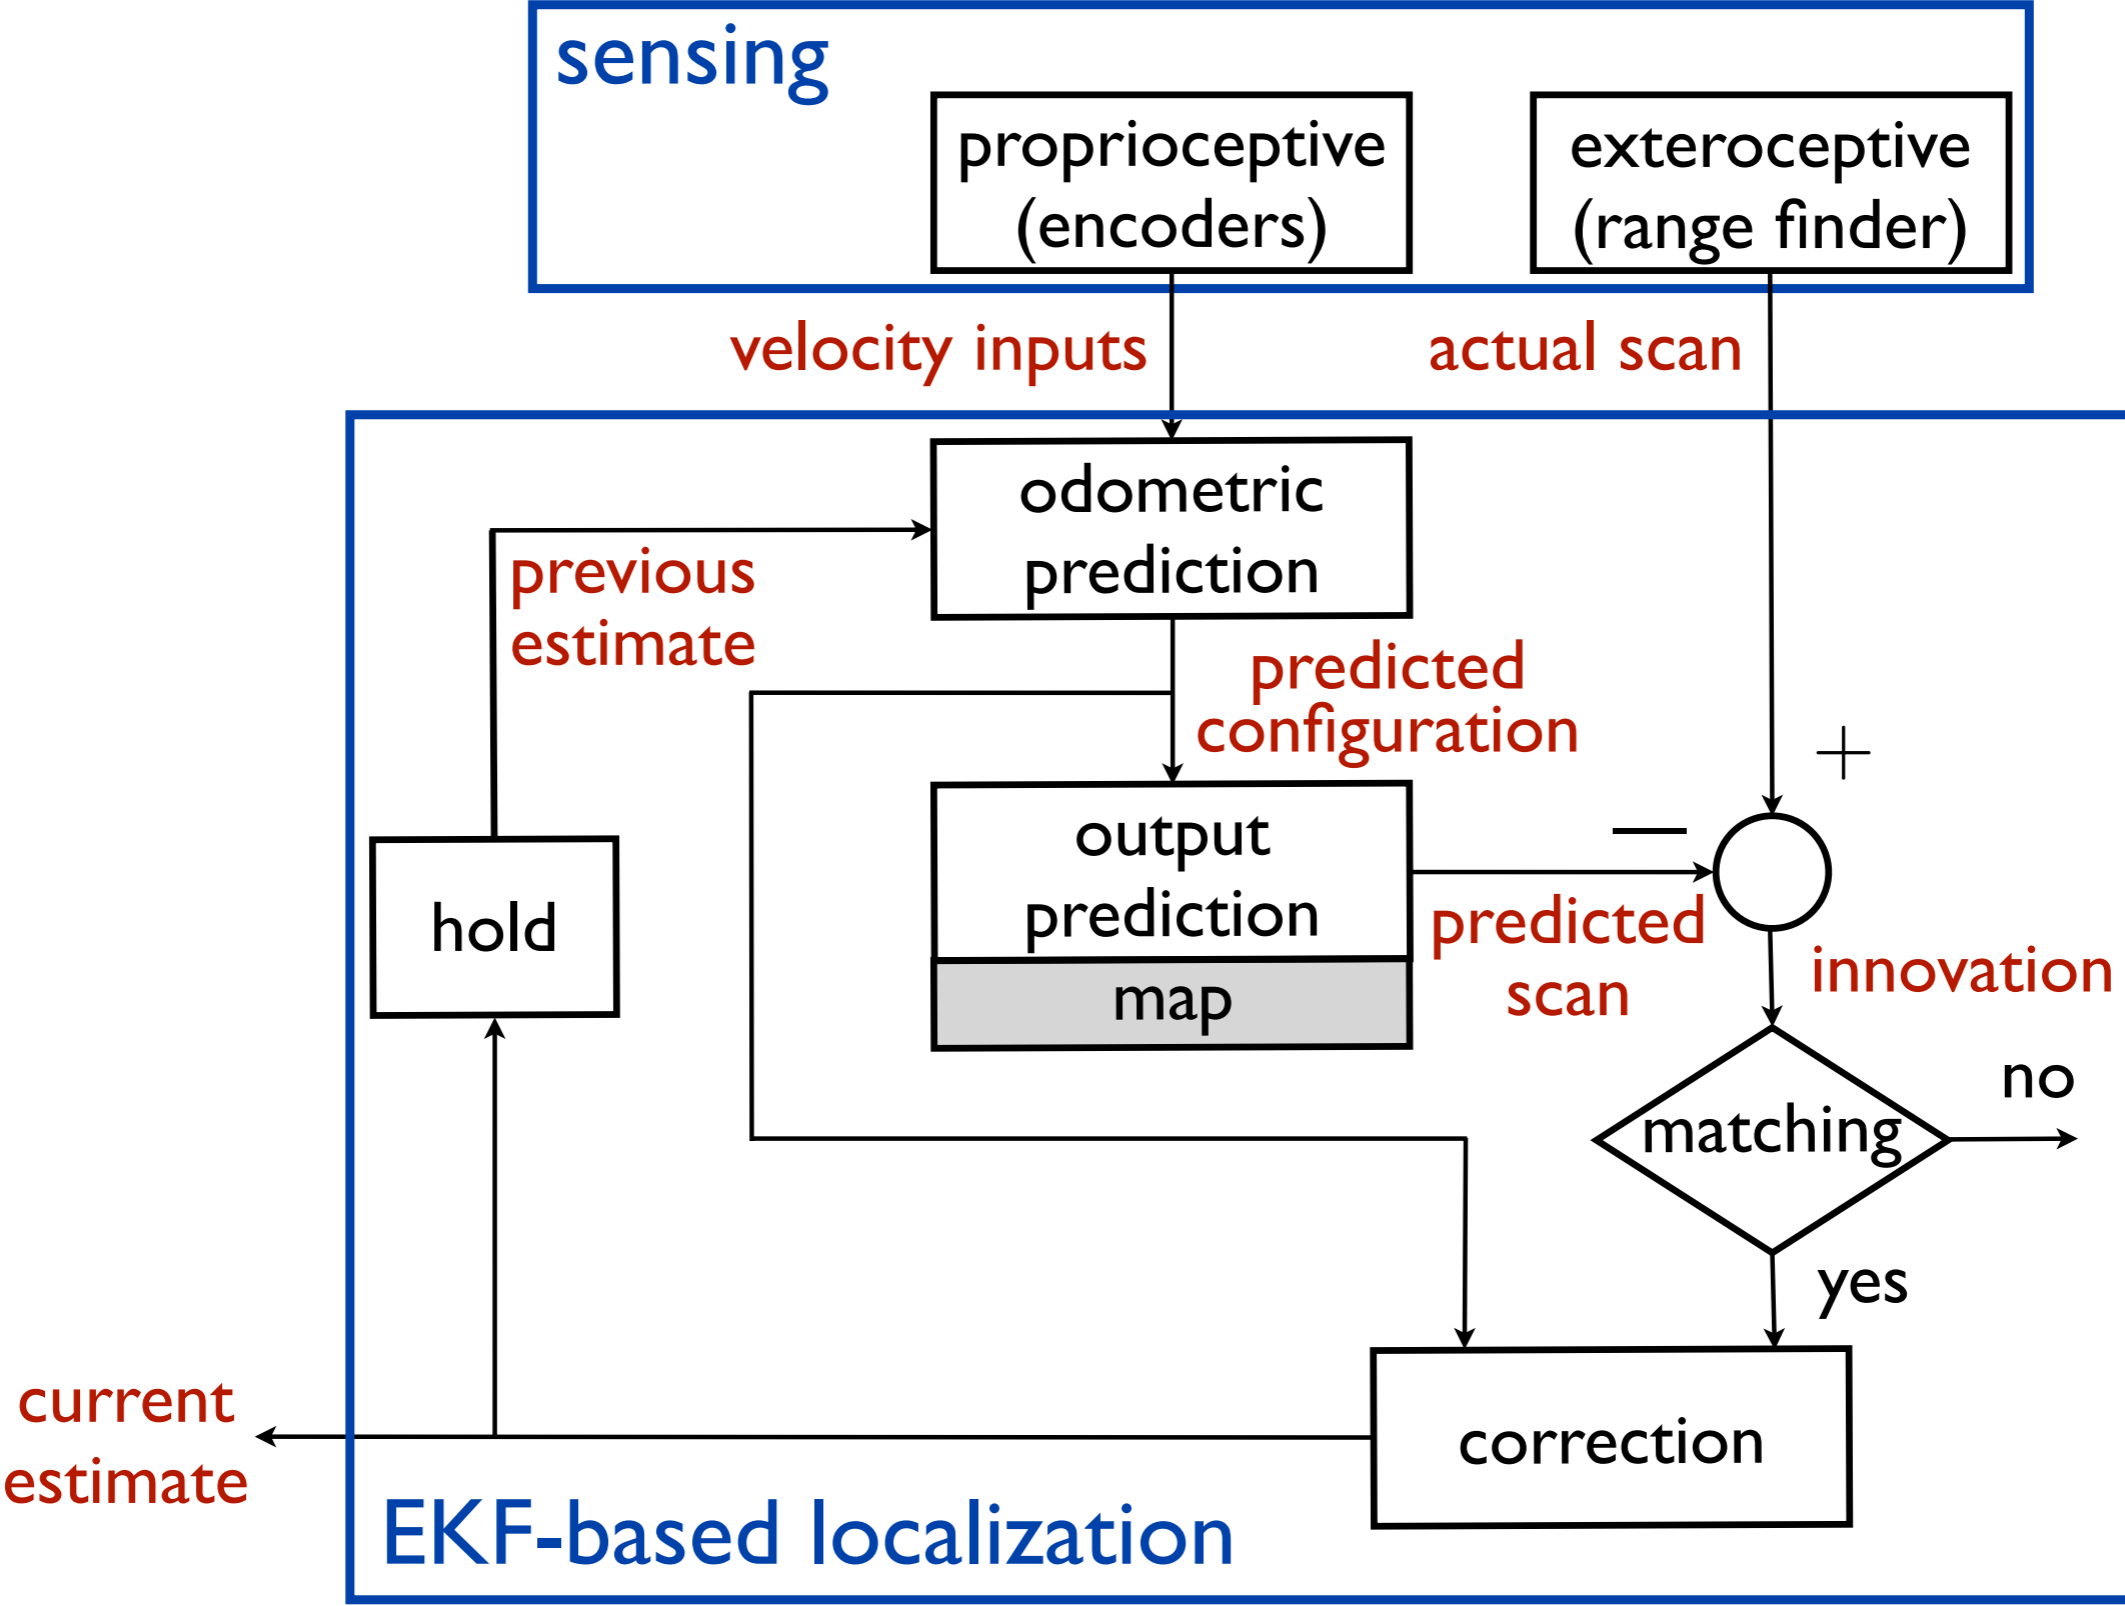 sensing
proprioceptive
(encoders)
exteroceptive
(range finder)
velocity inputs
actual scan
odometric
prediction
previous
estimate
predicted
configuration
+
—
output
prediction
map
hold
predicted
scan
innovation
no
matching
yes
current
estimate
correction
EKF-based localization